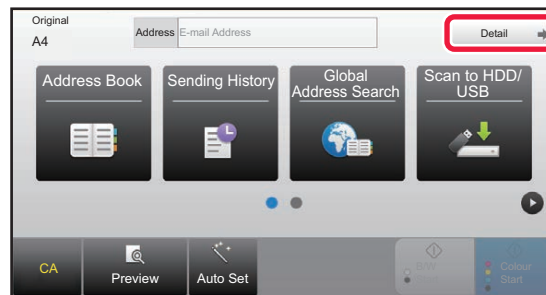 Original
A4
Address
E-mail Address
Detail
Address Book
Sending History
Global
Address Search
Scan to HDD/
USB
CA
Preview
Auto Set
B/W
Start
Colour
Start